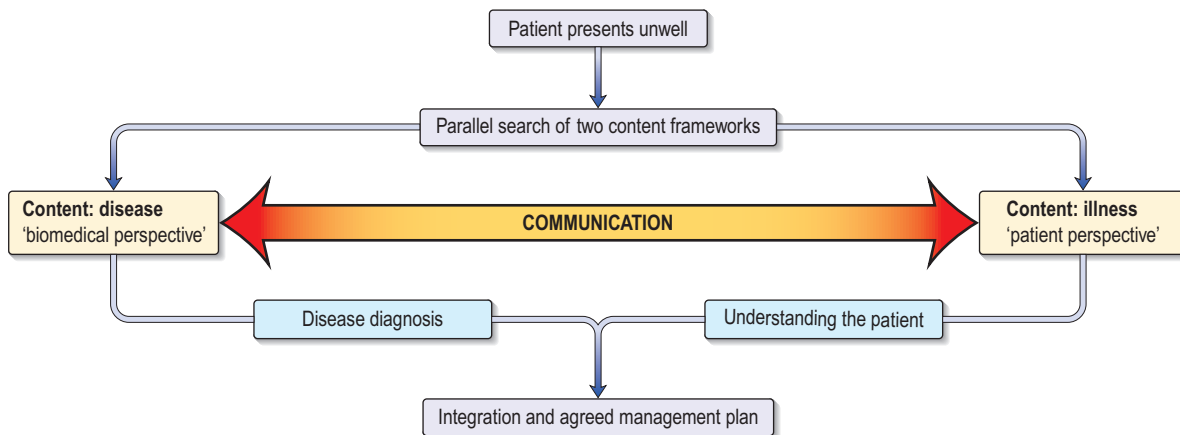 Patient presents unwell
Parallel search of two content frameworks
Content: disease
‘biomedical perspective’
COMMUNICATION
Content: illness
‘patient perspective’
Disease diagnosis
Understanding the patient
Integration and agreed management plan